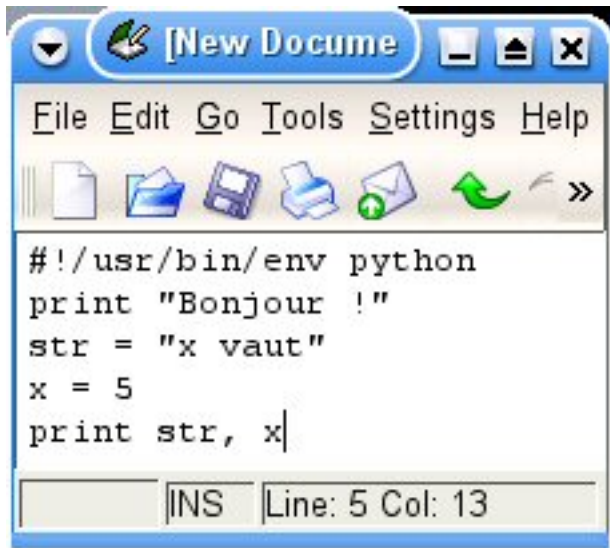 [New Docume
File Edit Go Tools Settings Help
#!/usr/bin/env python
print "Bonjour !"
str = "x vaut"
x = 5
print str, x
INS Line: 5 Col: 13